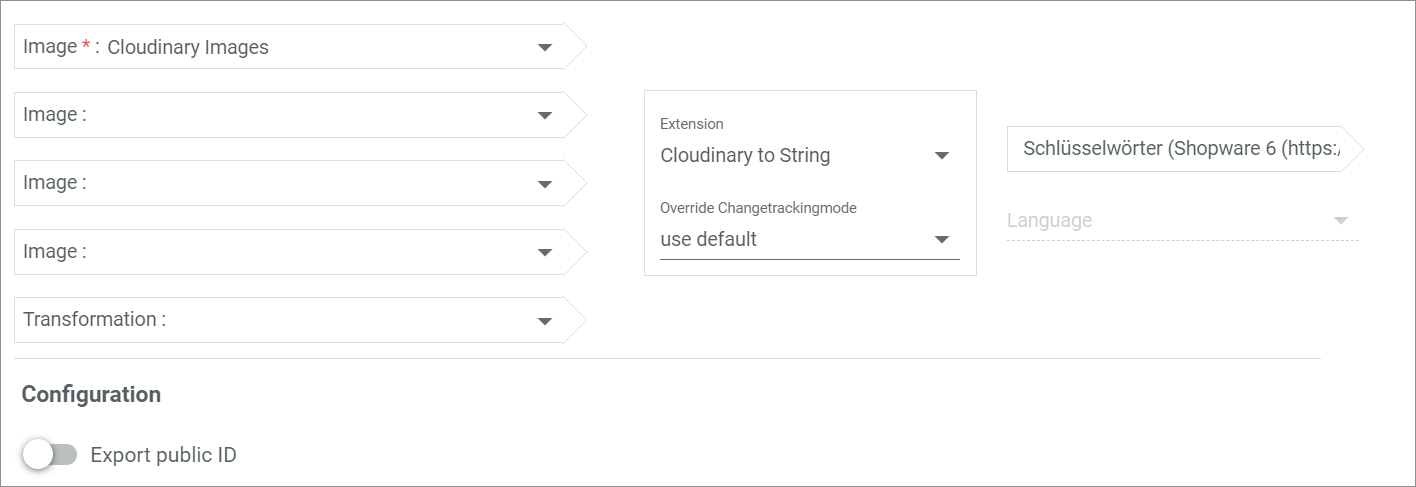 Image * : Cloudinary Images
Image :
Image :
Image :
Transformation :
Extension
Cloudinary to String
Override Changetrackingmode
use default
Schlüsselwörter (Shopware 6 (https:/
Language
Configuration
Export public ID